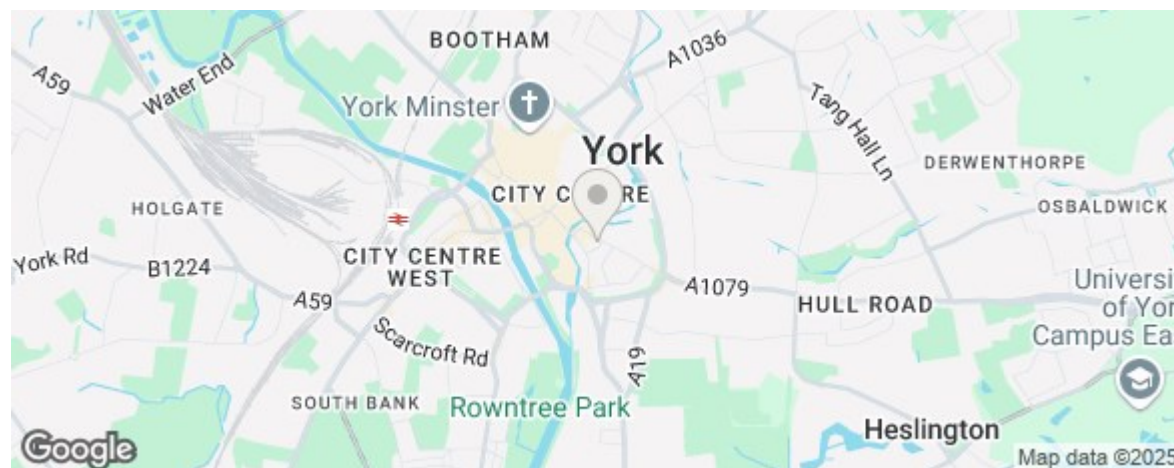 BOOTHAM
A1036
A59
Water End
York Minster
York
Tang Hall Ln
DERWENTHORPE
CITY C
RE
OSBALDWICK
HOLGATE
York Rd
B1224
CITY CENTRE
WEST
A59
A1079
HULL ROAD
Universi
of Yor
Campus Ea
Scarcroft Rd
A19
SOUTH BANK
Rowntree Park
Heslington
Google
Map data ©2025